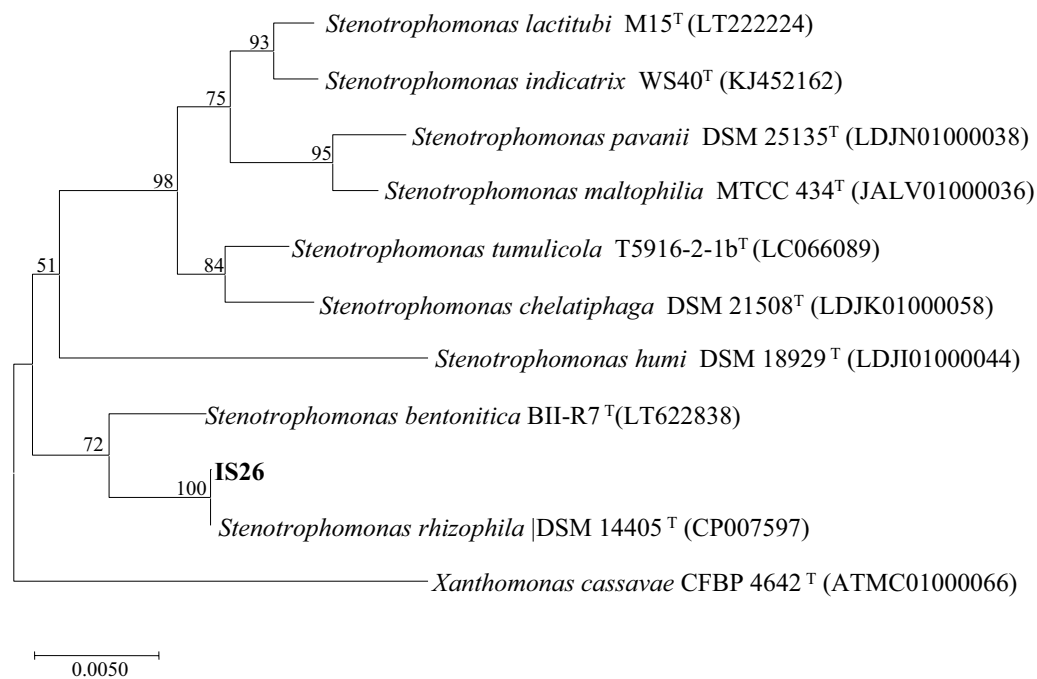 Stenotrophomonas lactitubi M15ᵀ (LT222224)
93
Stenotrophomonas indicatrix WS40ᵀ (KJ452162)
75
Stenotrophomonas pavanii DSM 25135ᵀ (LDJN01000038)
95
Stenotrophomonas maltophilia MTCC 434ᵀ (JALV01000036)
98
Stenotrophomonas tumulicola T5916-2-1bᵀ (LC066089)
51
84
Stenotrophomonas chelatiphaga DSM 21508ᵀ (LDJK01000058)
Stenotrophomonas humi DSM 18929 ᵀ (LDJI01000044)
Stenotrophomonas bentonitica BII-R7 ᵀ(LT622838)
72
IS26
100
Stenotrophomonas rhizophila |DSM 14405 ᵀ (CP007597)
Xanthomonas cassavae CFBP 4642 ᵀ (ATMC01000066)
0.0050